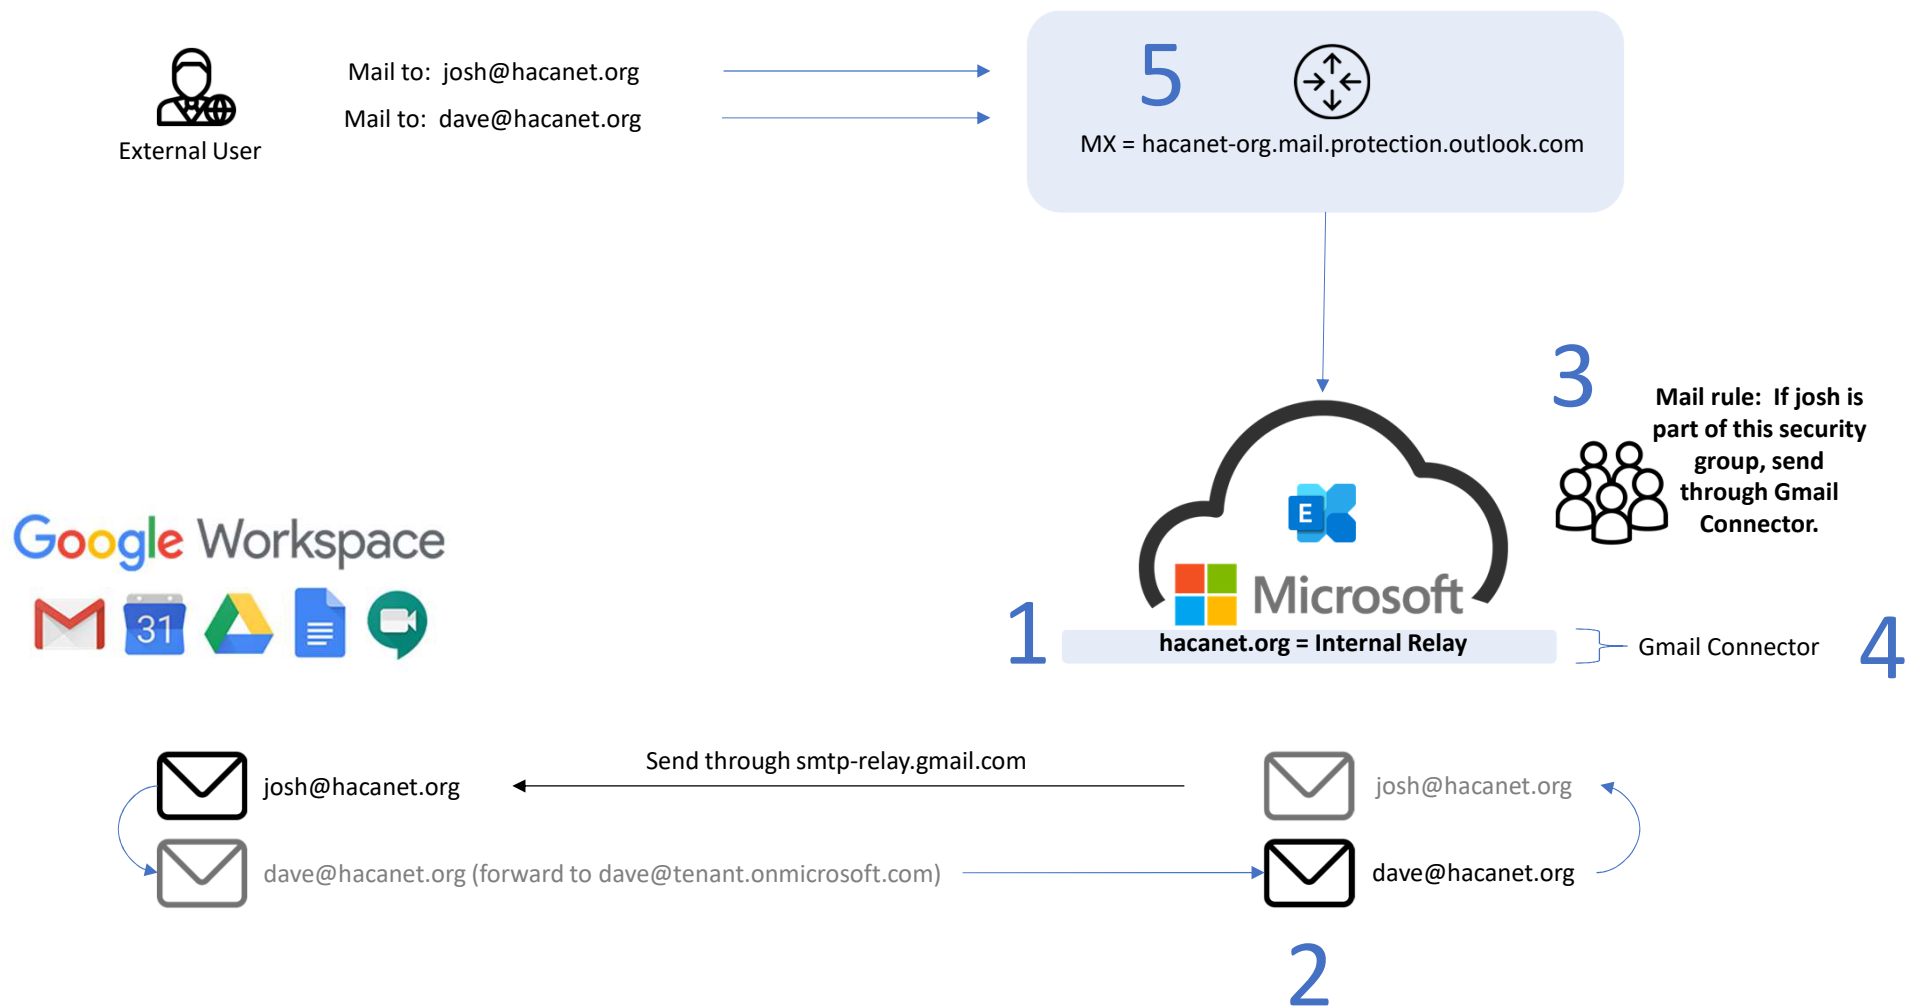 Mail to: josh@hacanet.org
Mail to: dave@hacanet.org
External User
5
MX = hacanet-org.mail.protection.outlook.com
3
Mail rule: If josh is
part of this security
group, send
through Gmail
Connector.
Google Workspace
31
E
Microsoft
1
hacanet.org = Internal Relay
Gmail Connector
4
Send through smtp-relay.gmail.com
josh@hacanet.org
josh@hacanet.org
dave@hacanet.org (forward to dave@tenant.onmicrosoft.com)
dave@hacanet.org
2